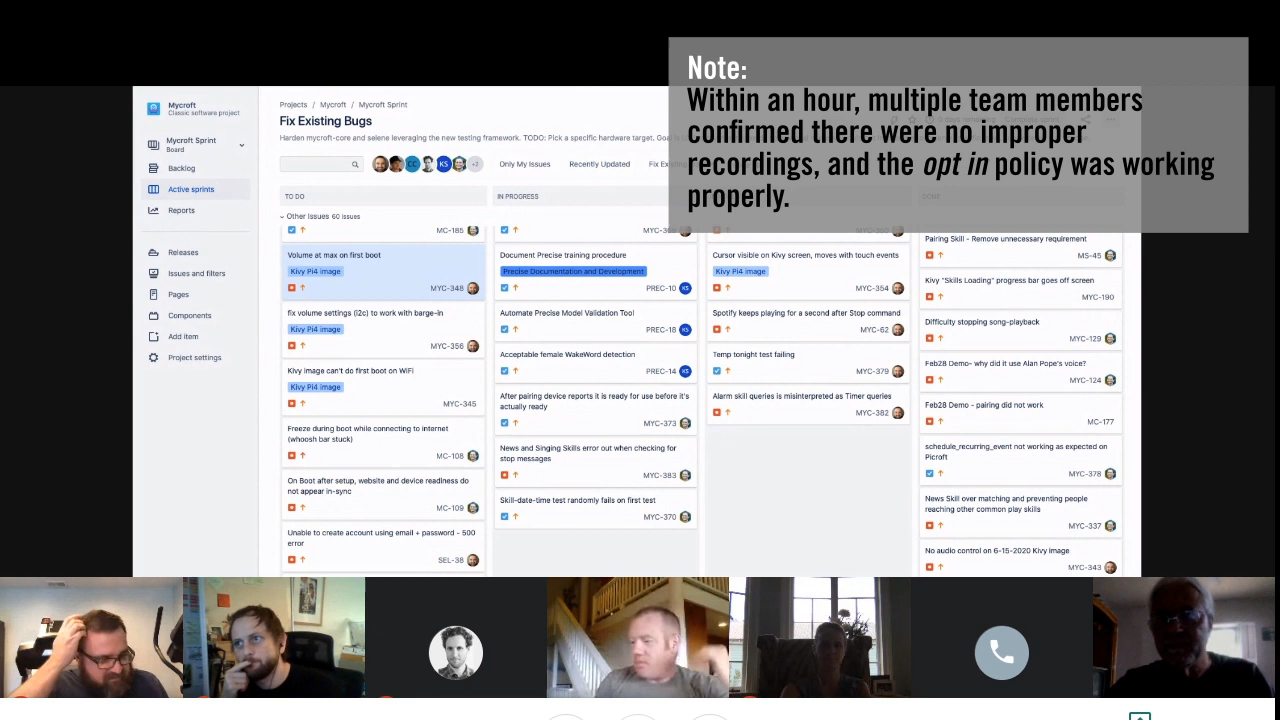 Note:
Within an hour, multiple team members
confirmed there were no improper
recordings, and the opt in policy was working
properly.
Mycroft
Classic software project
Mycroft Sprint
Board
Backlog
Active sprints
Reports
Releases
Issues and filters
Pages
Components
Add item
Project settings
Projects / Mycroft / Mycroft Sprint
Fix Existing Bugs
Harden mycroft-core and selene leveraging the new testing framework. TODO: Pick a specific hardware target.
CC
KS
+3
Only My Issues
Recently Updated
TO DO
Other Issues 60 issues
MC-185
Volume at max on first boot
Kivy Pi4 image
MYC-348
fix volume settings (i2c) to work with barge-in
Kivy Pi4 image
MYC-356
Kivy image can't do first boot on WiFi
Kivy Pi4 image
MYC-345
Freeze during boot while connecting to internet
(whoosh bar stuck)
MC-108
On Boot after setup, website and device readiness do
not appear in-sync
MC-109
Unable to create account using email + password - 500
error
SEL-38
IN PROGRESS
Document Precise training procedure
Precise Documentation and Development
PREC-10 KS
Automate Precise Model Validation Tool
PREC-18 KS
Acceptable female WakeWord detection
PREC-14 KS
After pairing device reports it is ready for use before it's
actually ready
MYC-373
News and Singing Skills error out when checking for
stop messages
MYC-383
Skill-date-time test randomly fails on first test
MYC-370
Cursor visible on Kivy screen, moves with touch events
Kivy Pi4 image
MYC-354
Spotify keeps playing for a second after Stop command
MYC-62
Temp tonight test failing
MYC-379
Alarm skill queries is misinterpreted as Timer queries
MYC-382
DONE
Pairing Skill - Remove unnecessary requirement
MS-45
Kivy "Skills Loading" progress bar goes off screen
MYC-190
Difficulty stopping song-playback
MYC-129
Feb28 Demo- why did it use Alan Pope's voice?
MYC-124
Feb28 Demo - pairing did not work
MC-177
schedule_recurring_event not working as expected on
Picroft
MYC-378
News Skill over matching and preventing people
reaching other common play skills
MYC-337
No audio control on 6-15-2020 Kivy image
MYC-343